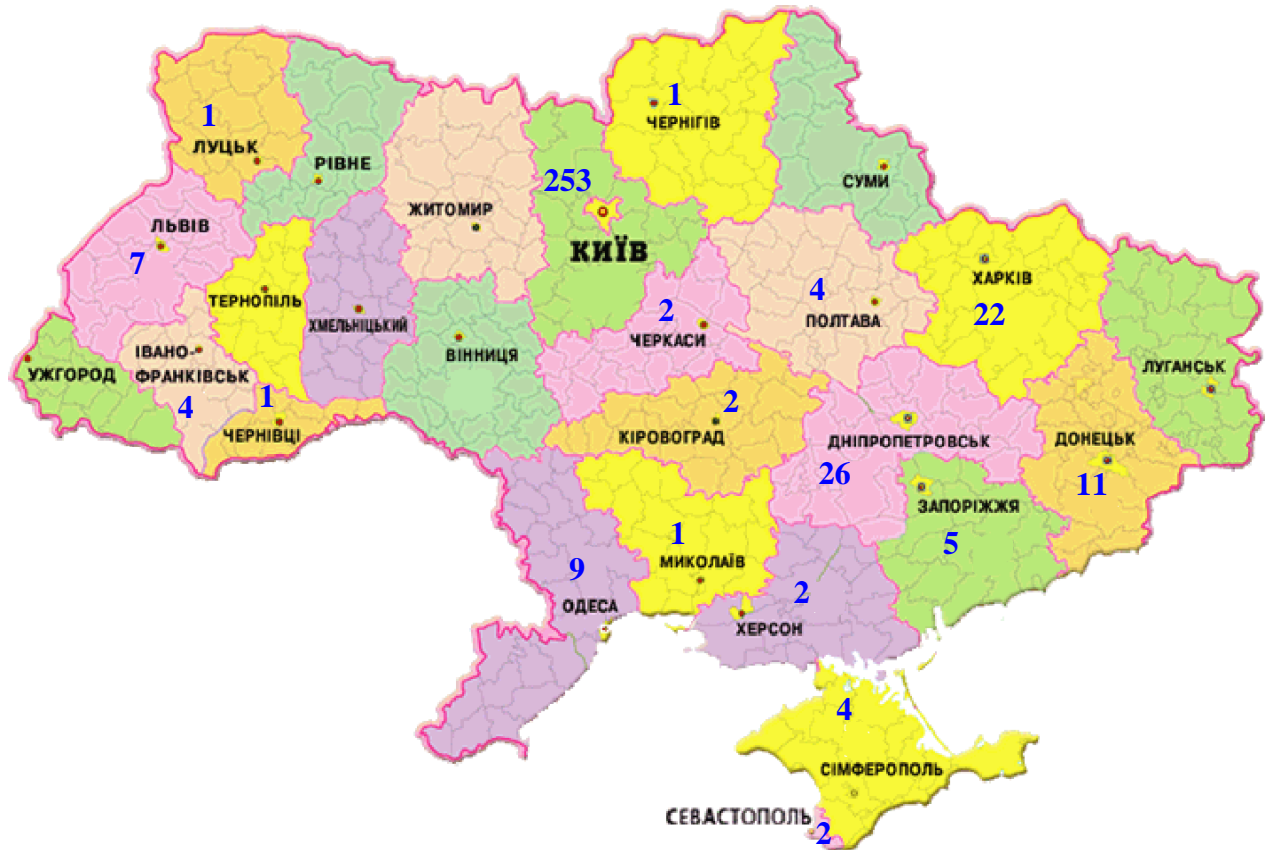 1
ЧЕРНІГІВ
1
ЛУЦЬК
РІВНЕ
СУМИ
253
ЖИТОМИР
ЛЬВІВ
7
КИЇВ
ХАРКІВ
22
ТЕРНОПІЛЬ
ХМЕЛЬНІЦЬКИЙ
2
ЧЕРКАСИ
4
ПОЛТАВА
ВІННИЦЯ
ІВАНО-
ФРАНКІВСЬК
4
УЖГОРОД
ЛУГАНСЬК
1
ЧЕРНІВЦІ
2
КІРОВОГРАД
ДНІПРОПЕТРОВСЬК
26
ДОНЕЦЬК
11
ЗАПОРІЖЖЯ
5
1
МИКОЛАЇВ
9
ОДЕСА
2
ХЕРСОН
4
СІМФЕРОПОЛЬ
СЕВАСТОПОЛЬ
2